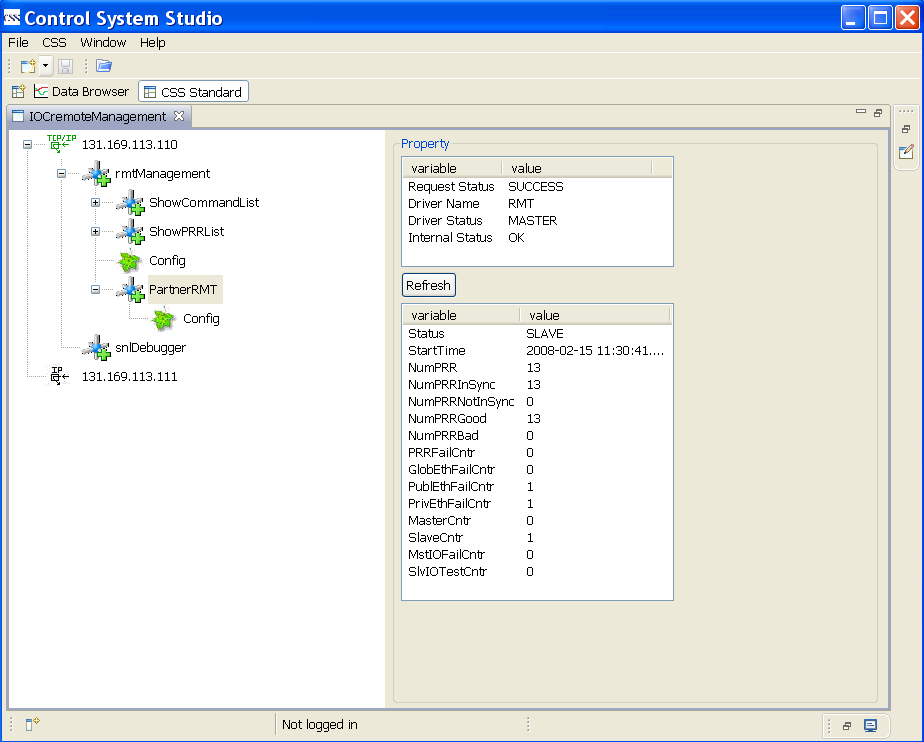 CSS Control System Studio
File CSS Window Help
Data Browser CSS Standard
IOCremoteManagement
TCP/IP 131.169.113.110
rmtManagement
ShowCommandList
ShowPRRList
Config
PartnerRMT
Config
snlDebugger
IP 131.169.113.111
Property
variable value
Request Status SUCCESS
Driver Name RMT
Driver Status MASTER
Internal Status OK
Refresh
variable value
Status SLAVE
StartTime 2008-02-15 11:30:41....
NumPRR 13
NumPRRInSync 13
NumPRRNotInSync 0
NumPRRGood 13
NumPRRBad 0
PRRFailCntr 0
GlobEthFailCntr 0
PublEthFailCntr 1
PrivEthFailCntr 1
MasterCntr 0
SlaveCntr 1
MstIOFailCntr 0
SlvIOTestCntr 0
Not logged in